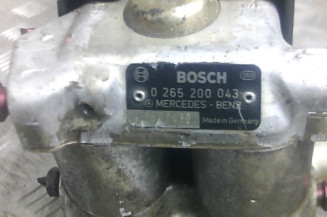 BOSCH
0 265 200 043
MERCEDES-BENZ
Made in Germany